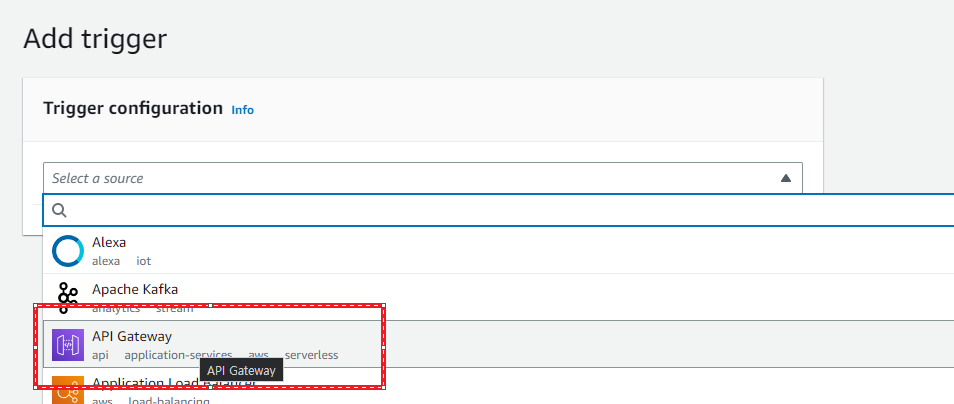 Add trigger
Trigger configuration Info
Select a source
Alexa
alexa iot
Apache Kafka
analytics stream
API Gateway
api application-services aws serverless
API Gateway
Application Load Balancer
aws load-balancing